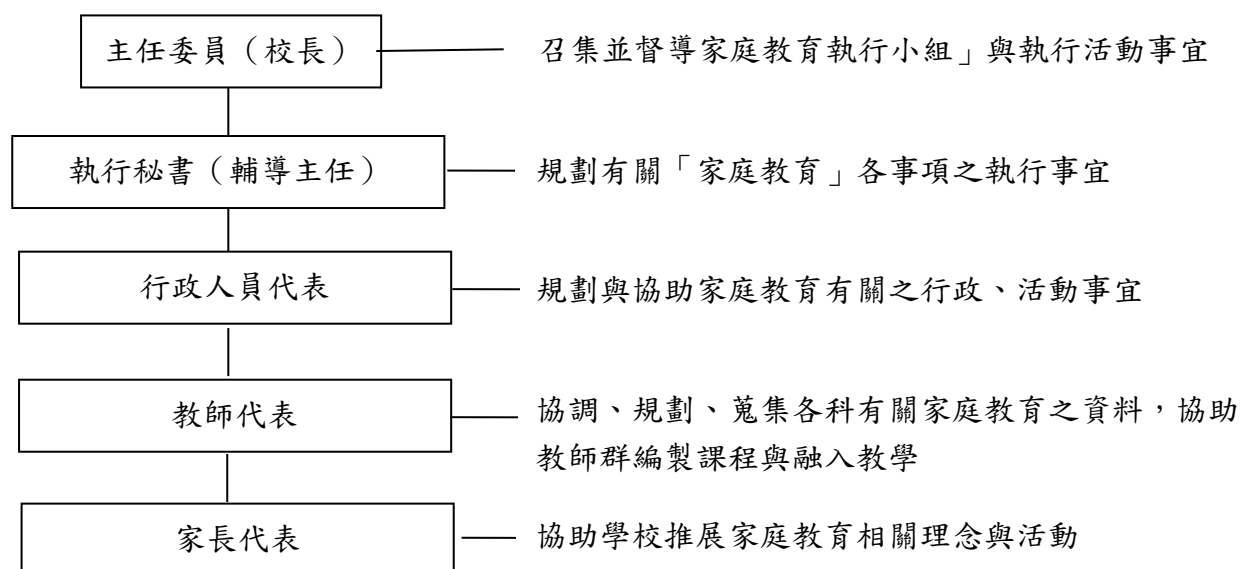 主任委員（校長）
召集並督導家庭教育執行小組」與執行活動事宜
執行秘書（輔導主任）
規劃有關「家庭教育」各事項之執行事宜
行政人員代表
規劃與協助家庭教育有關之行政、活動事宜
教師代表
協調、規劃、蒐集各科有關家庭教育之資料，協助
教師群編製課程與融入教學
家長代表
協助學校推展家庭教育相關理念與活動